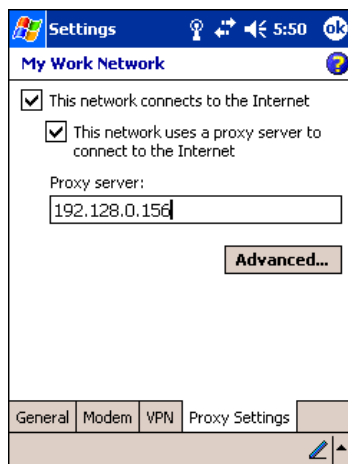 Settings 5:50 ok
My Work Network ?
This network connects to the Internet
This network uses a proxy server to
connect to the Internet
Proxy server:
192.128.0.156
Advanced...
General Modem VPN Proxy Settings